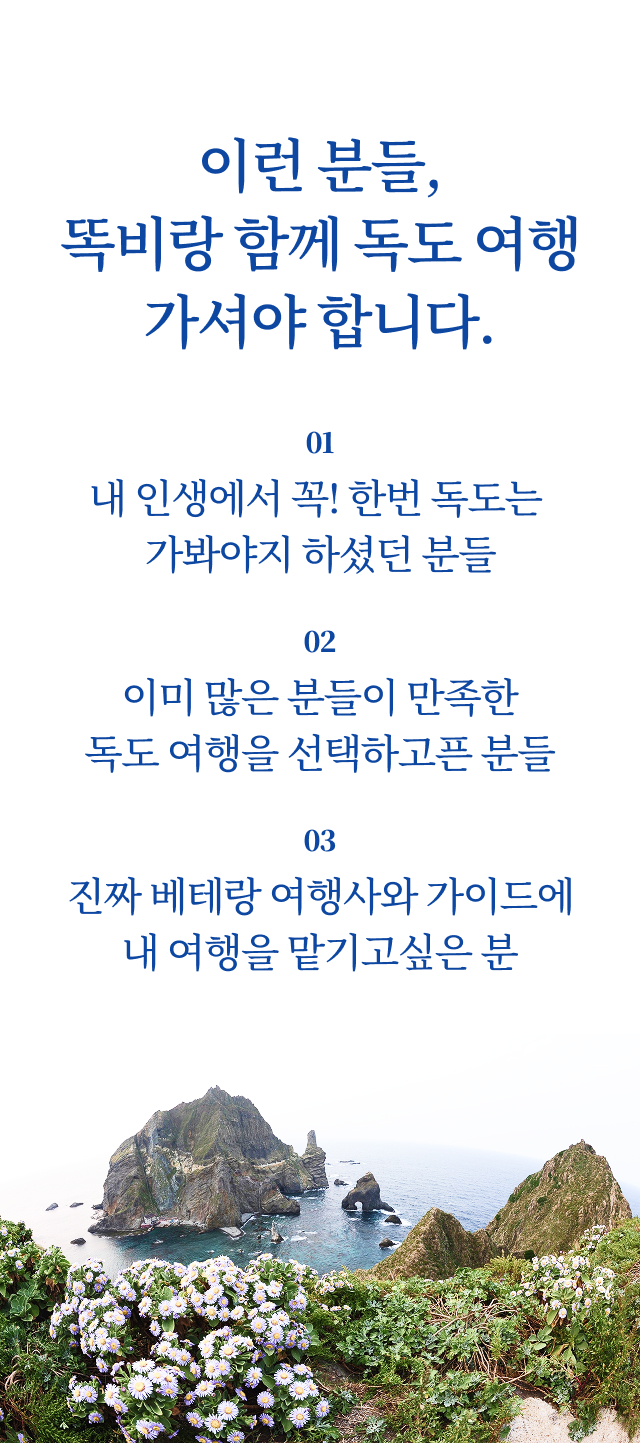 이런 분들,
똑비랑 함께 독도 여행
가셔야 합니다.
01
내 인생에서 꼭! 한번 독도는
가봐야지 하셨던 분들
02
이미 많은 분들이 만족한
독도 여행을 선택하고픈 분들
03
진짜 베테랑 여행사와 가이드에
내 여행을 맡기고싶은 분